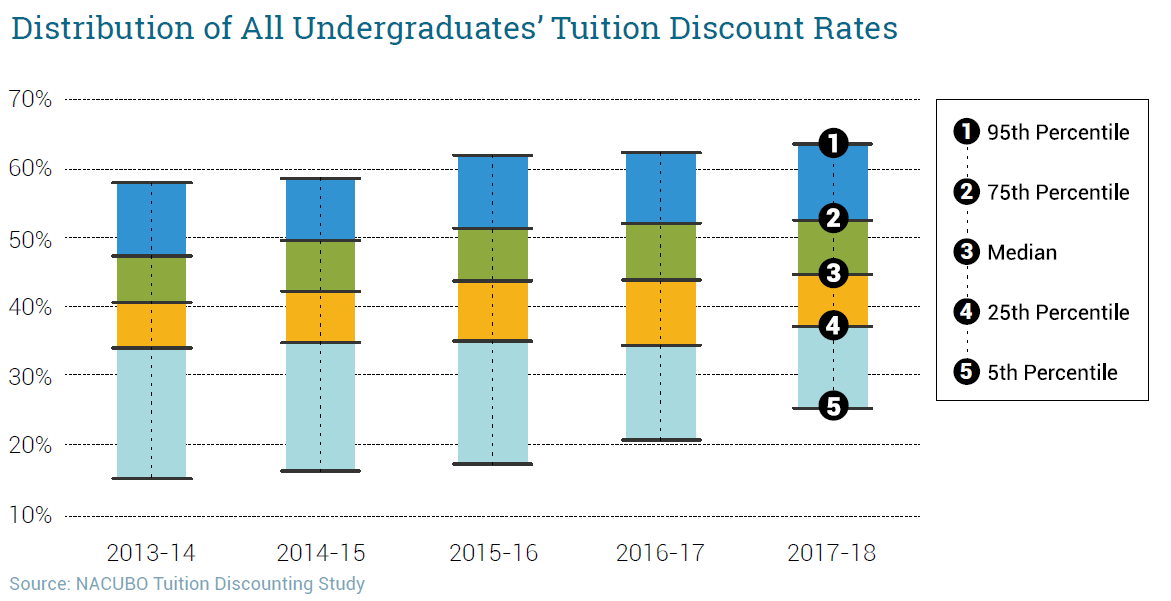 Distribution of All Undergraduates’ Tuition Discount Rates
70%
60%
50%
40%
30%
20%
10%
1
2
3
4
5
2013-14
2014-15
2015-16
2016-17
2017-18
1 95th Percentile
2 75th Percentile
3 Median
4 25th Percentile
5 5th Percentile
Source: NACUBO Tuition Discounting Study